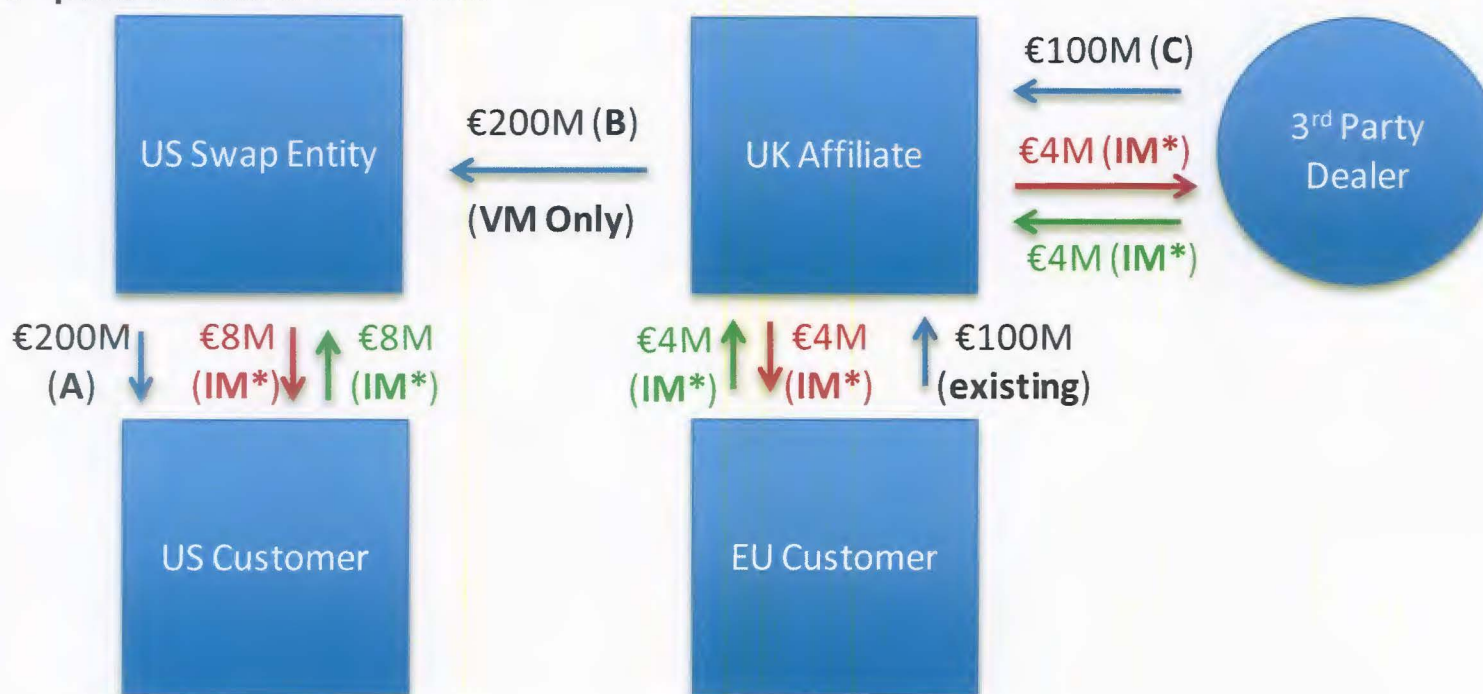 US Swap Entity
€200M (B)
(VM Only)
UK Affiliate
€100M (C)
€4M (IM*)
€4M (IM*)
3rd Party
Dealer
€200M
(A)
€8M
(IM*)
€8M
(IM*)
€4M
(IM*)
€4M
(IM*)
€100M
(existing)
US Customer
EU Customer